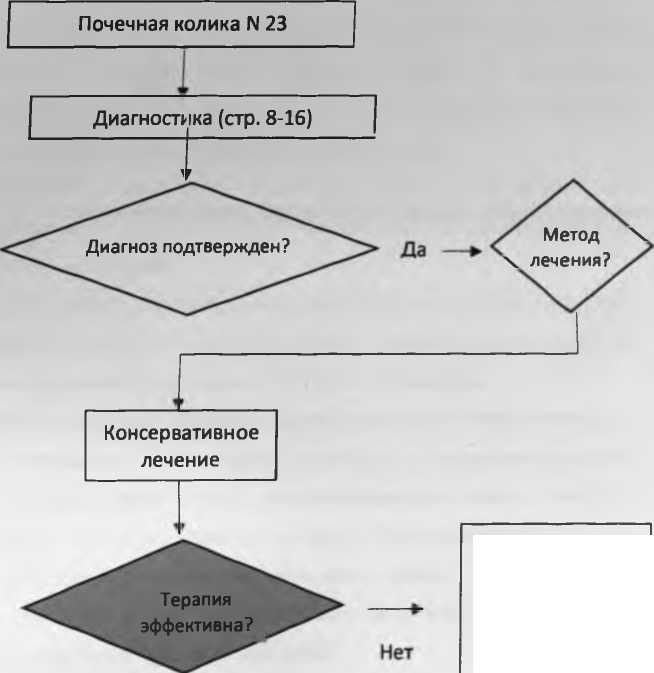 Почечная колика N 23
Диагностика (стр. 8-16)
Диагноз подтвержден?
Да
Метод
лечения?
Консервативное
лечение
Терапия
эффективна?
Нет